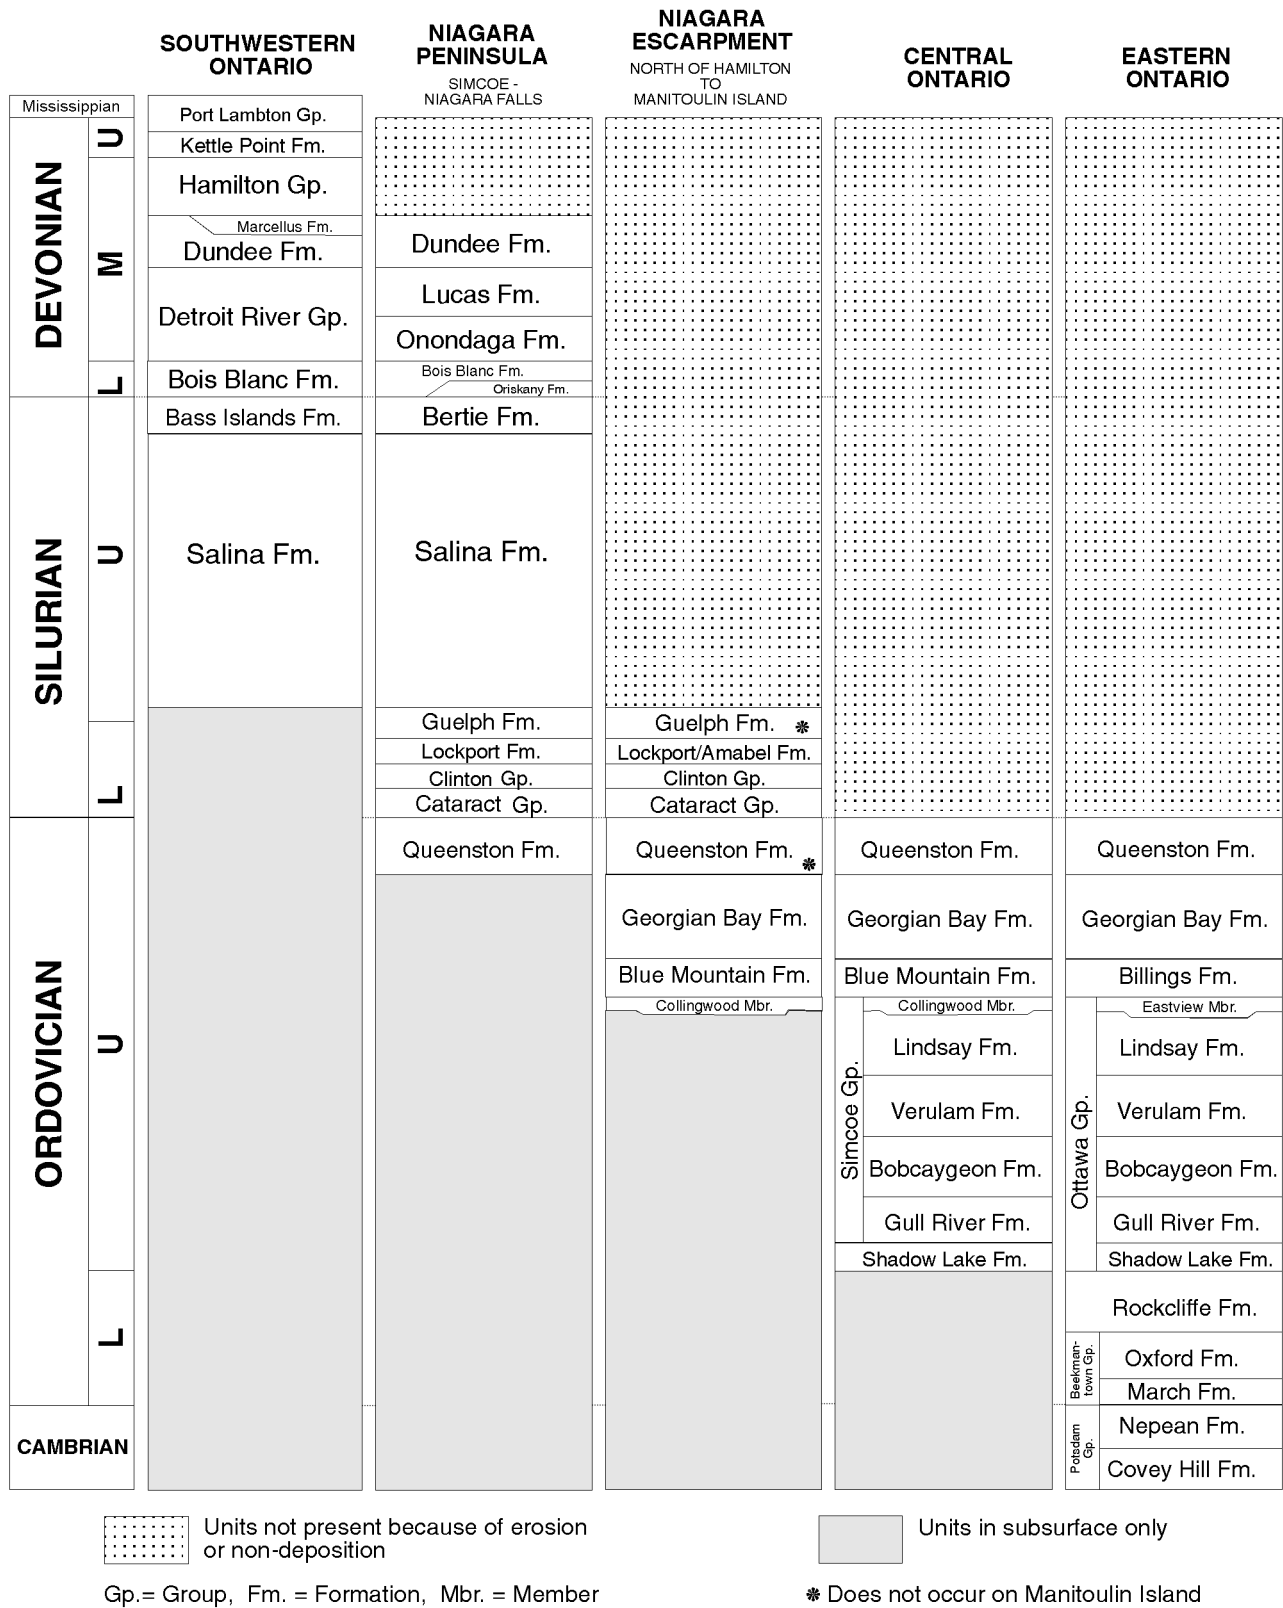 SOUTHWESTERN
ONTARIO
NIAGARA
PENINSULA
SIMCOE -
NIAGARA FALLS
NIAGARA
ESCARPMENT
NORTH OF HAMILTON
TO
MANITOULIN ISLAND
CENTRAL
ONTARIO
EASTERN
ONTARIO
Mississippian
DEVONIAN
U
M
L
SILURIAN
U
L
ORDOVICIAN
U
L
CAMBRIAN
Port Lambton Gp.
Kettle Point Fm.
Hamilton Gp.
Marcellus Fm.
Dundee Fm.
Detroit River Gp.
Bois Blanc Fm.
Bass Islands Fm.
Salina Fm.
Dundee Fm.
Lucas Fm.
Onondaga Fm.
Bois Blanc Fm.
Oriskany Fm.
Bertie Fm.
Salina Fm.
Guelph Fm.
Lockport Fm.
Clinton Gp.
Cataract Gp.
Queenston Fm.
Guelph Fm. *
Lockport/Amabel Fm.
Clinton Gp.
Cataract Gp.
Queenston Fm. *
Georgian Bay Fm.
Blue Mountain Fm.
Collingwood Mbr.
Queenston Fm.
Georgian Bay Fm.
Blue Mountain Fm.
Simcoe Gp.
Collingwood Mbr.
Lindsay Fm.
Verulam Fm.
Bobcaygeon Fm.
Gull River Fm.
Shadow Lake Fm.
Queenston Fm.
Georgian Bay Fm.
Billings Fm.
Ottawa Gp.
Eastview Mbr.
Lindsay Fm.
Verulam Fm.
Bobcaygeon Fm.
Gull River Fm.
Shadow Lake Fm.
Rockcliffe Fm.
Beekman-
town Gp.
Oxford Fm.
March Fm.
Potsdam
Gp.
Nepean Fm.
Covey Hill Fm.
Units not present because of erosion
or non-deposition
Units in subsurface only
Gp.= Group, Fm. = Formation, Mbr. = Member
* Does not occur on Manitoulin Island